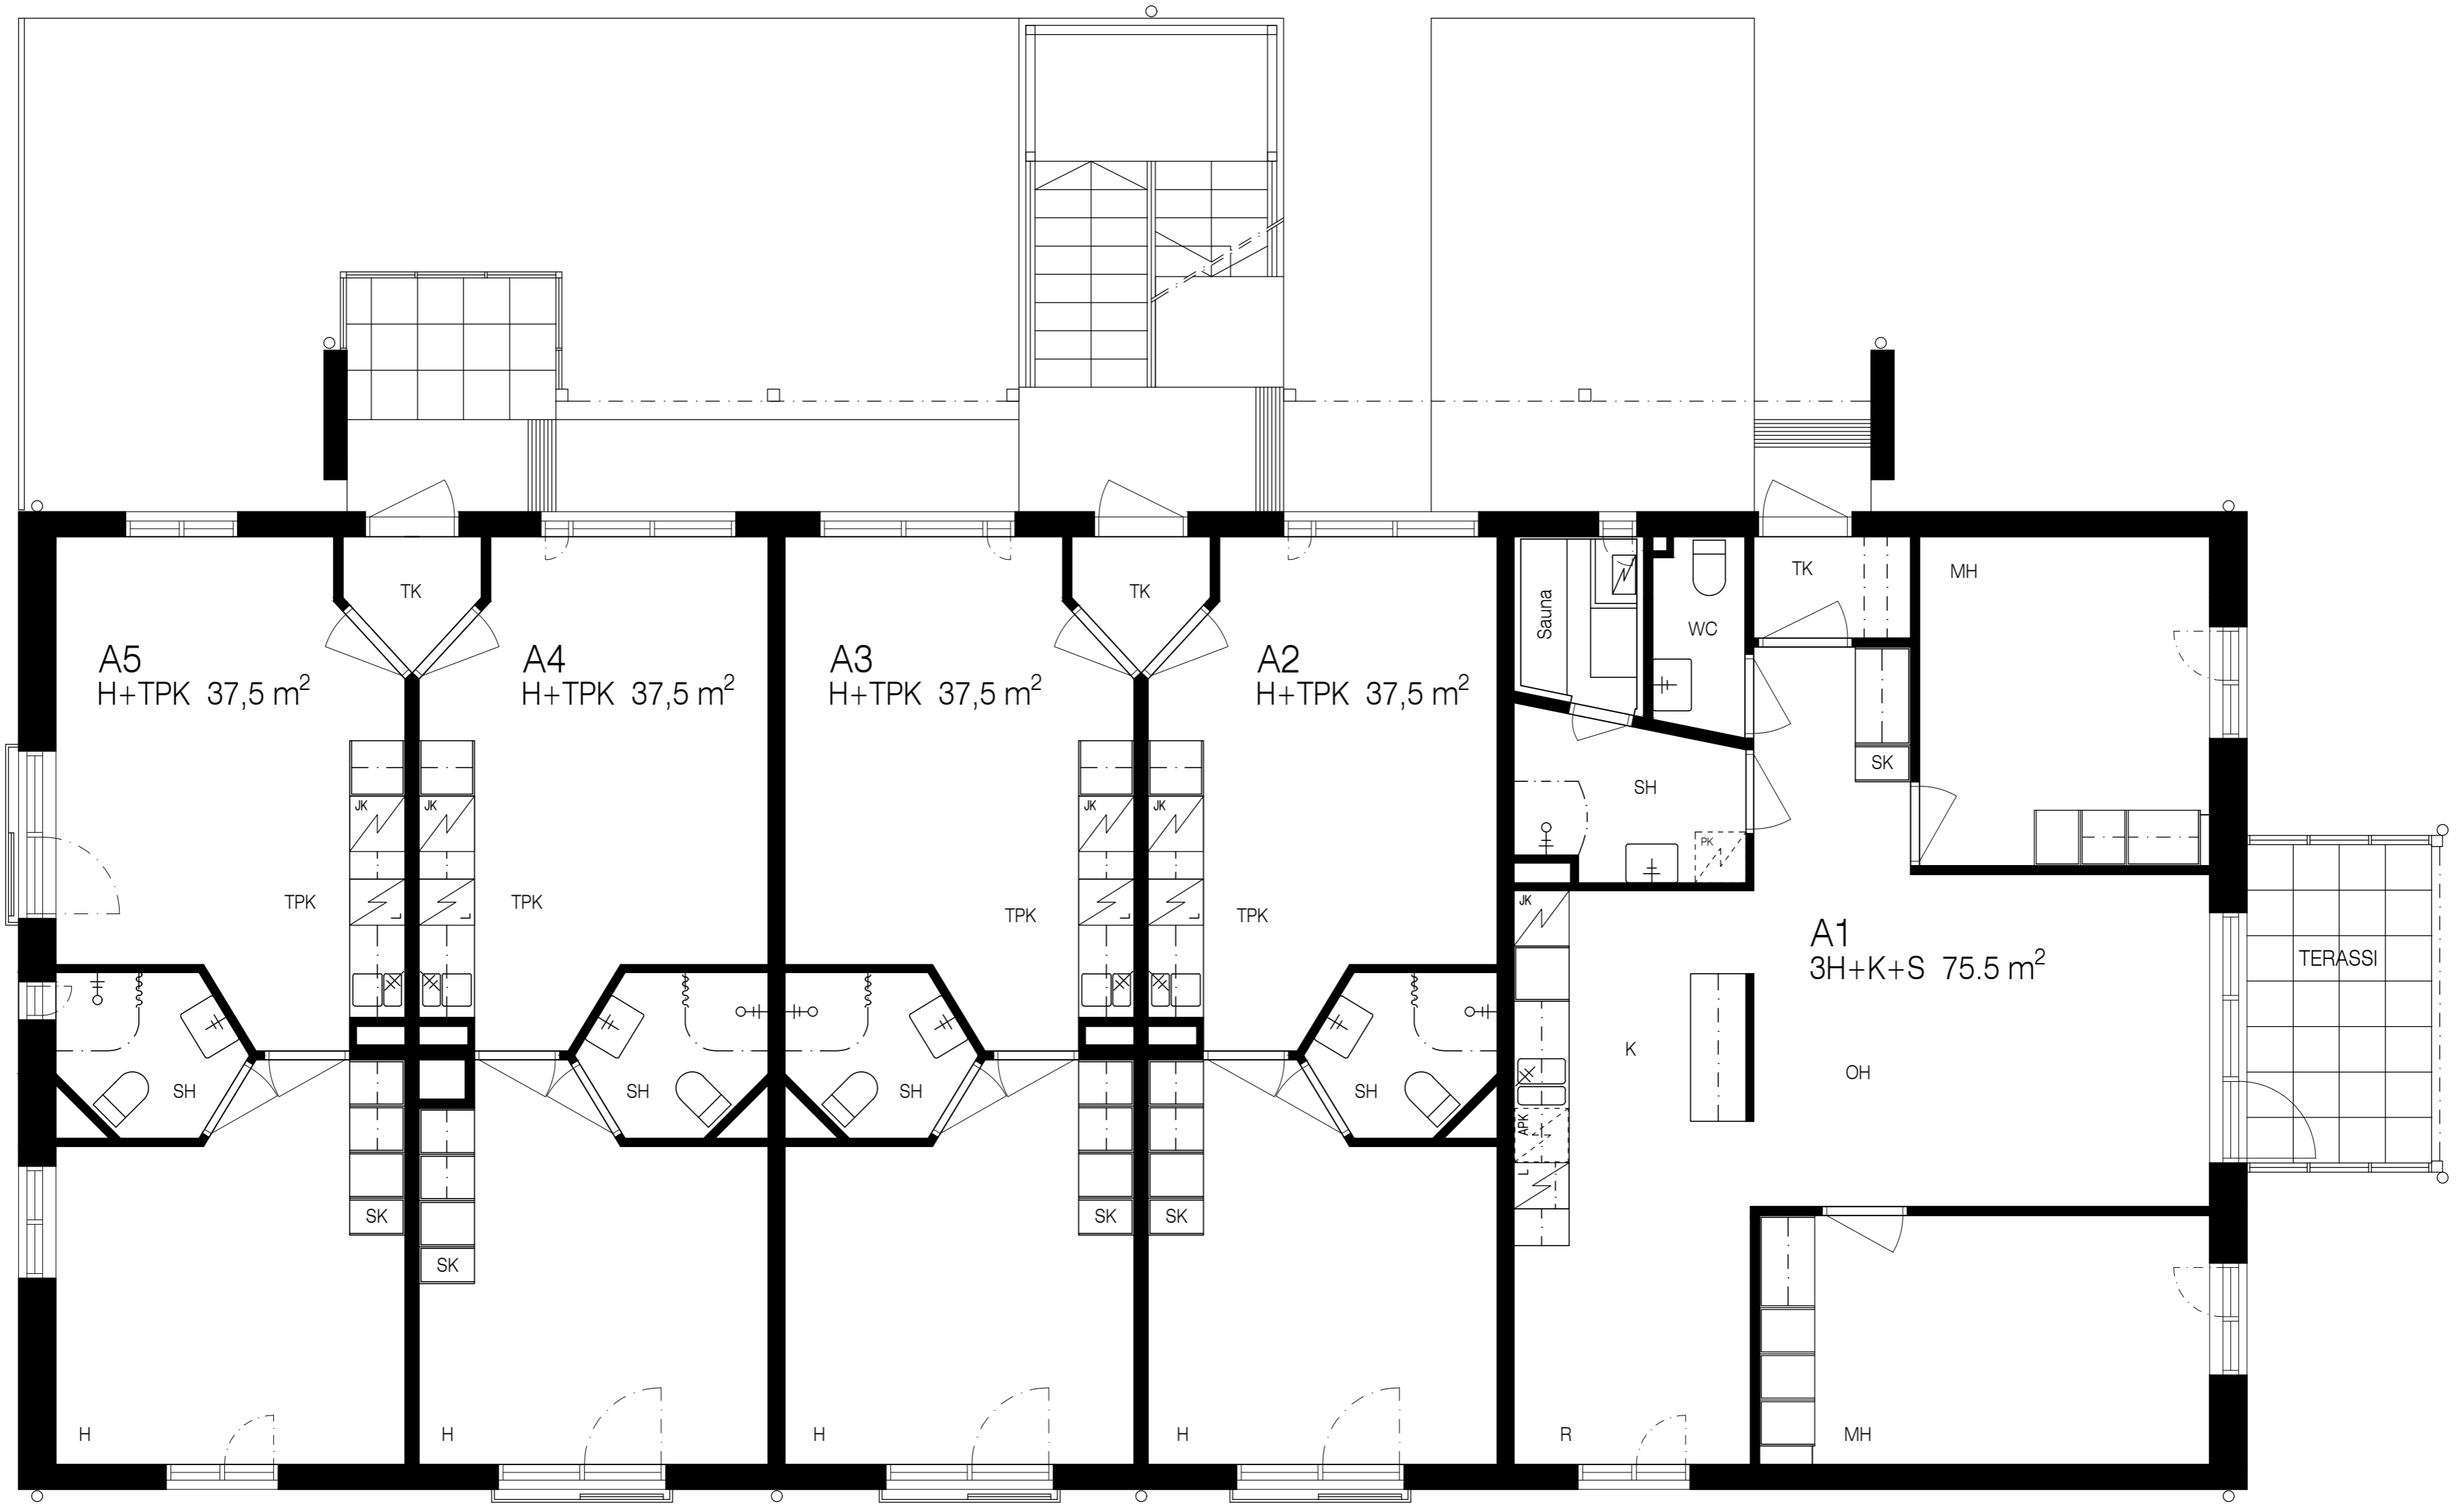 TK
TK
TK
MH
Sauna
WC
A5
H+TPK 37,5 m²
A4
H+TPK 37,5 m²
A3
H+TPK 37,5 m²
A2
H+TPK 37,5 m²
SK
SH
JK
JK
JK
JK
PK
TPK
TPK
TPK
TPK
L
L
L
L
JK
A1
3H+K+S 75.5 m²
TERASSI
K
OH
SH
SH
SH
SH
APK
L
SK
SK
SK
SK
H
H
H
H
R
MH